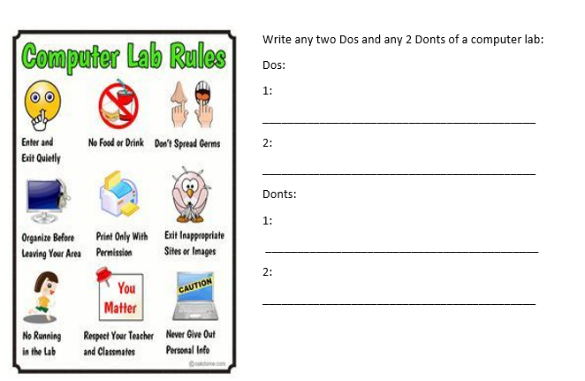 Computer Lab Rules
Enter and
Exit Quietly
No Food or Drink
Don't Spread Germs
Organize Before
Leaving Your Area
Print Only With
Permission
Exit Inappropriate
Sites or Images
You
Matter
CAUTION
No Running
in the Lab
Respect Your Teacher
and Classmates
Never Give Out
Personal Info
Write any two Dos and any 2 Donts of a computer lab:
Dos:
1:
2:
Donts:
1:
2: